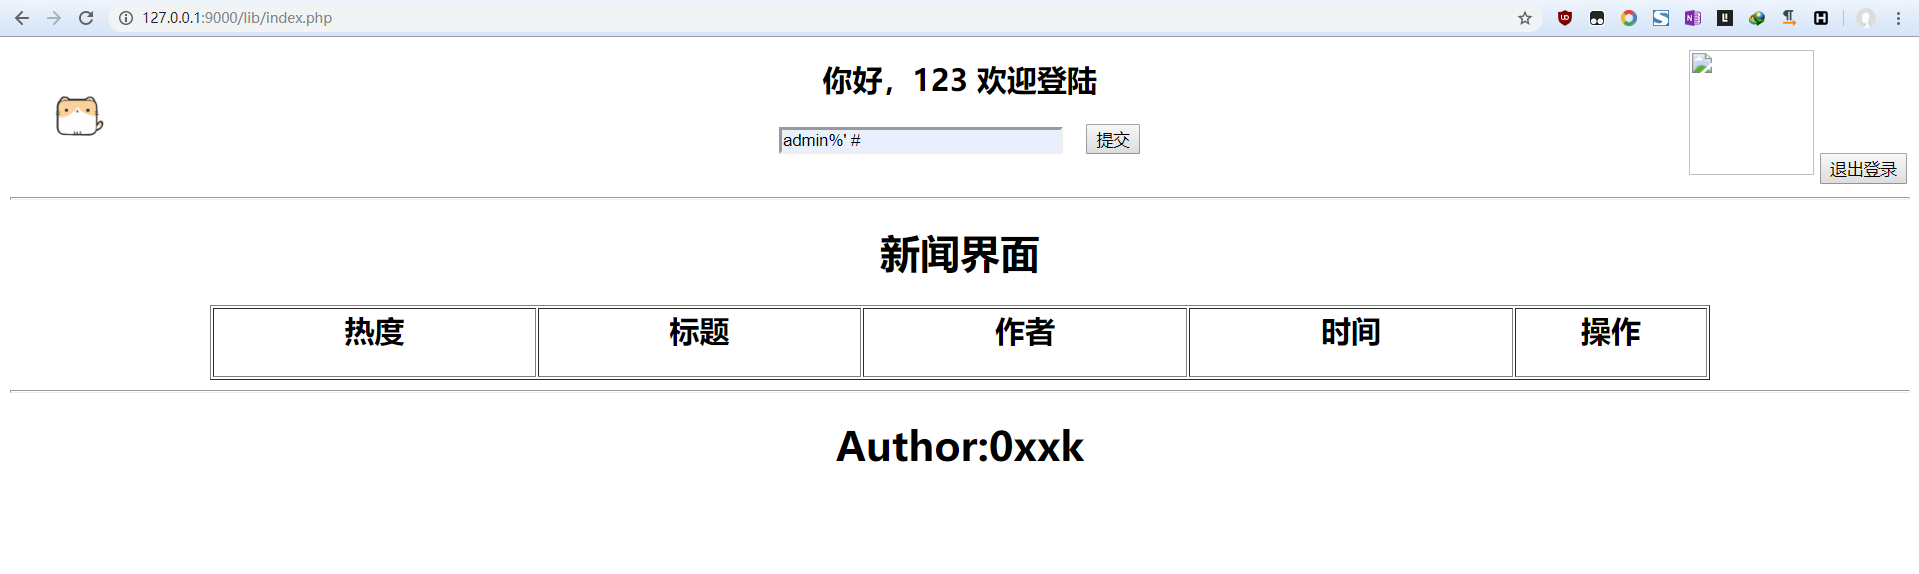 127.0.0.1:9000/lib/index.php
你好，123 欢迎登陆
admin%' #
提交
退出登录
新闻界面
热度 标题 作者 时间 操作
Author:0xxk